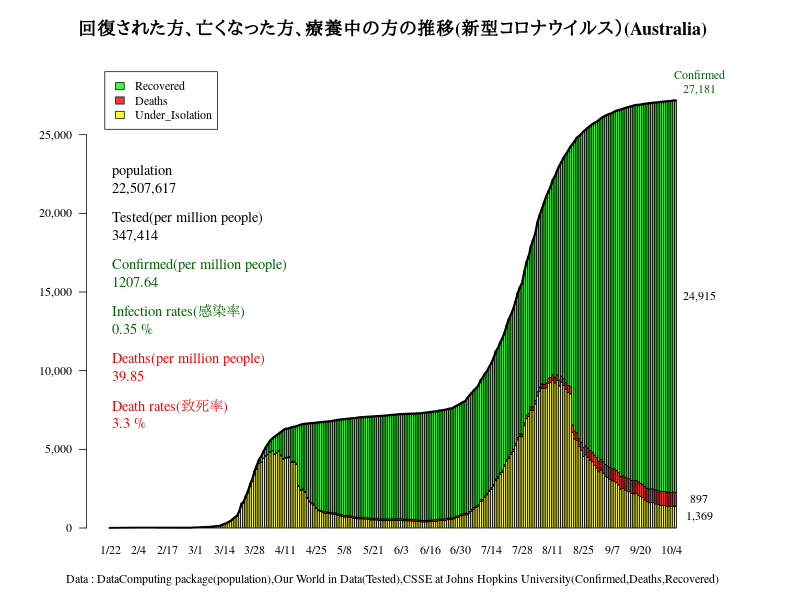 回復された方、亡くなった方、療養中の方の推移(新型コロナウイルス）(Australia)
Confirmed
27,181
Recovered
Deaths
Under_Isolation
25,000
20,000
15,000
10,000
5,000
0
population
22,507,617
Tested(per million people)
347,414
Confirmed(per million people)
1207.64
Infection rates(感染率)
0.35 %
Deaths(per million people)
39.85
Death rates(致死率)
3.3 %
24,915
897
1,369
1/22 2/4 2/17 3/1 3/14 3/28 4/11 4/25 5/8 5/21 6/3 6/16 6/30 7/14 7/28 8/11 8/25 9/7 9/20 10/4
Data : DataComputing package(population),Our World in Data(Tested),CSSE at Johns Hopkins University(Confirmed,Deaths,Recovered)